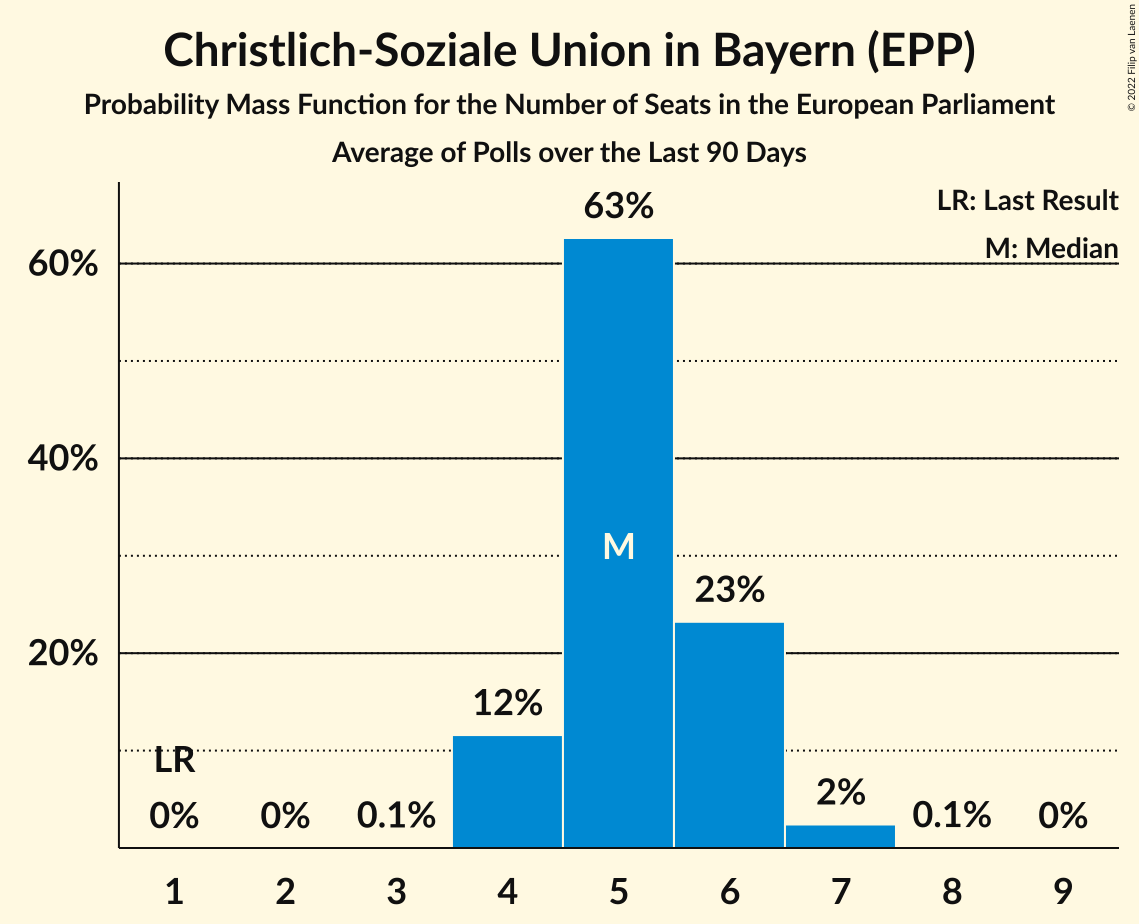 Christlich-Soziale Union in Bayern (EPP)
Probability Mass Function for the Number of Seats in the European Parliament
Average of Polls over the Last 90 Days
© 2022 Filip van Laenen
LR: Last Result
M: Median
63%
60%
40%
M
23%
20%
12%
LR
0%
0%
0.1%
2%
0.1%
0%
1 2 3 4 5 6 7 8 9